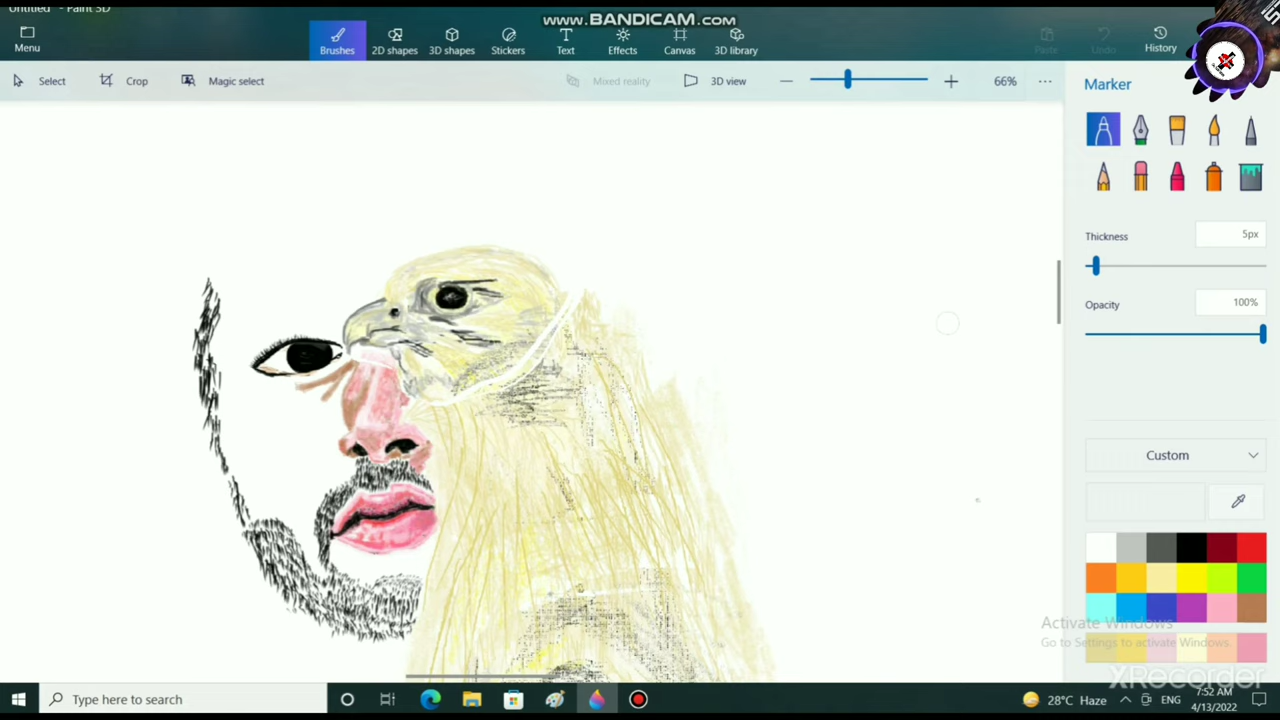 Untitled - Paint 3D
www.BANDICAM.com
Menu
Brushes
2D shapes
3D shapes
Stickers
Text
Effects
Canvas
3D library
Paste
Undo
History
Select
Crop
Magic select
Mixed reality
3D view
66%
Marker
Thickness
5px
Opacity
100%
Custom
Activate Windows
Go to Settings to activate Windows.
XRecorder
Type here to search
28°C Haze
ENG
7:52 AM
4/13/2022